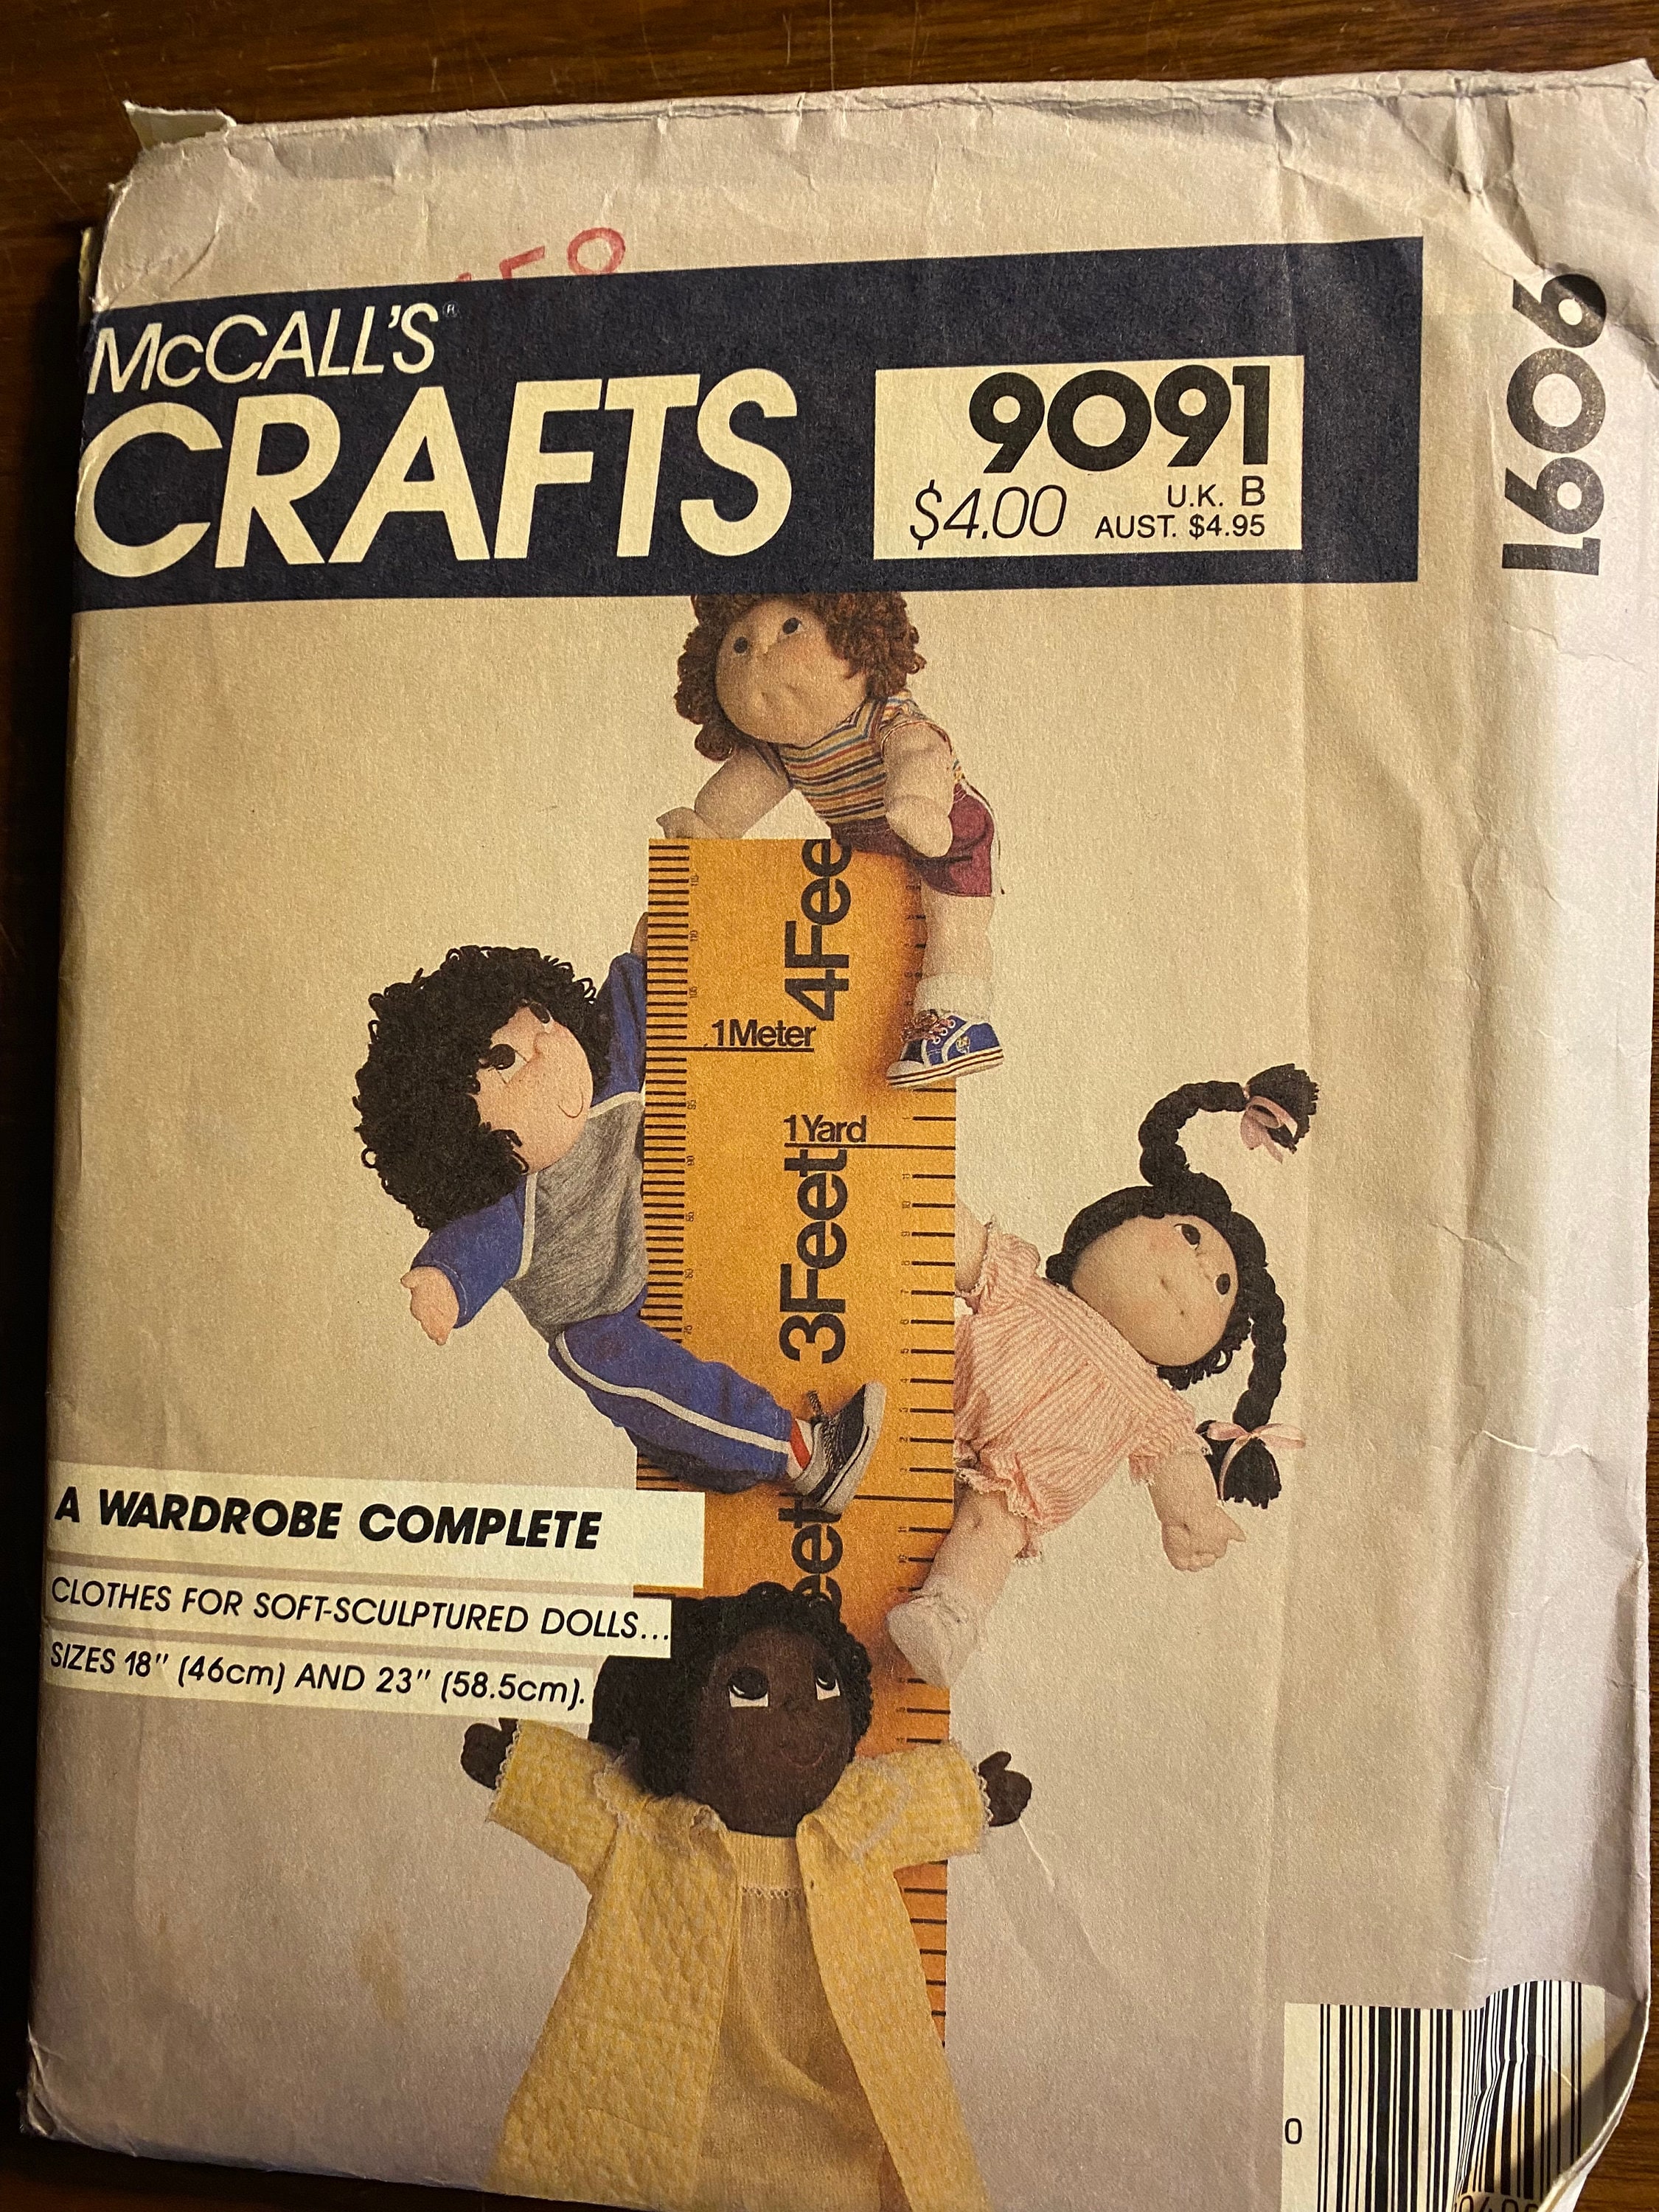 McCALL'S®
CRAFTS
9091
$4.00
U.K. B
AUST. $4.95
9091
4Fee
1Meter
1Yard
3Feet
eet
A WARDROBE COMPLETE
CLOTHES FOR SOFT-SCULPTURED DOLLS...
SIZES 18" (46cm) AND 23" (58.5cm).
0